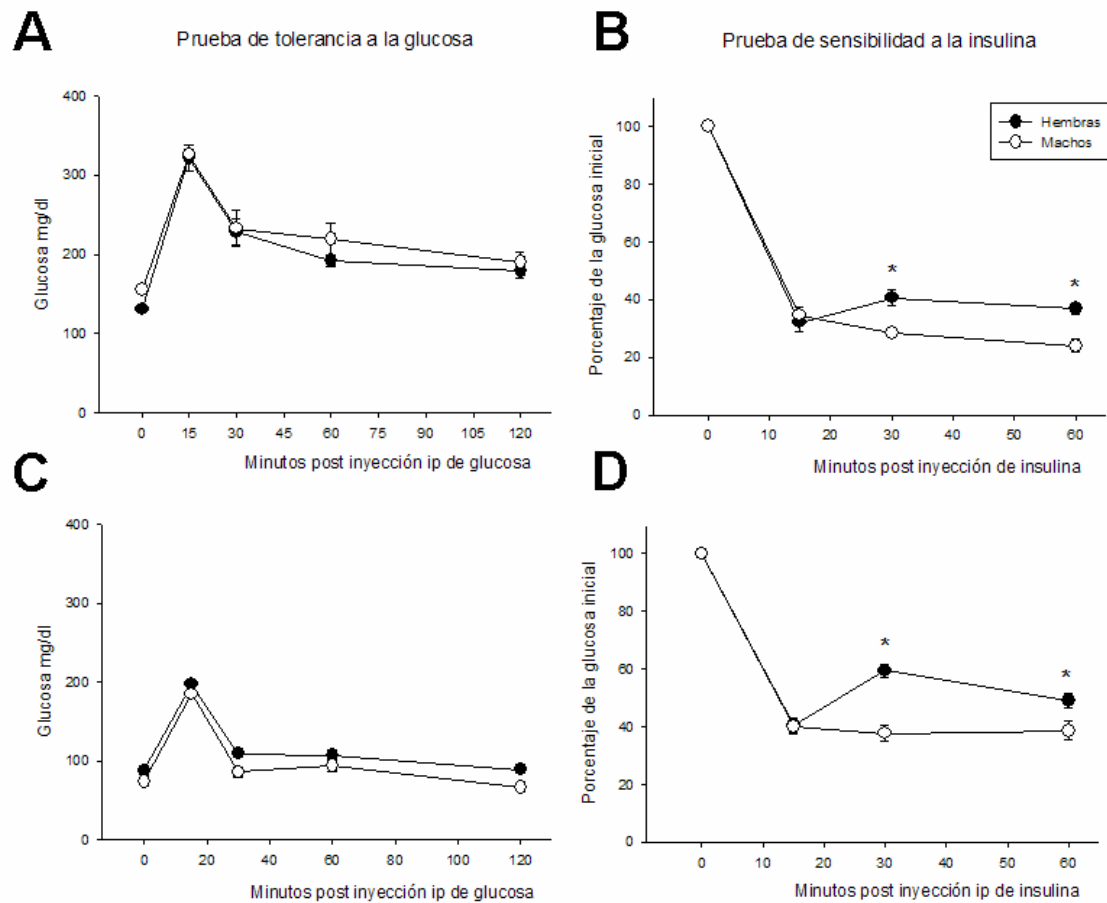 A
Prueba de tolerancia a la glucosa
Glucosa mg/dl
400
300
200
100
0
0 15 30 45 60 75 90 105 120
Minutos post inyección ip de glucosa
B
Prueba de sensibilidad a la insulina
Porcentaje de la glucosa inicial
100
80
60
40
20
0
Hembras
Machos
*
*
0 10 20 30 40 50 60
Minutos post inyección de insulina
C
Glucosa mg/dl
400
300
200
100
0
0 20 40 60 80 100 120
Minutos post inyección ip de glucosa
D
Porcentaje de la glucosa inicial
100
80
60
40
20
0
*
*
0 10 20 30 40 50 60
Minutos post inyección ip de insulina